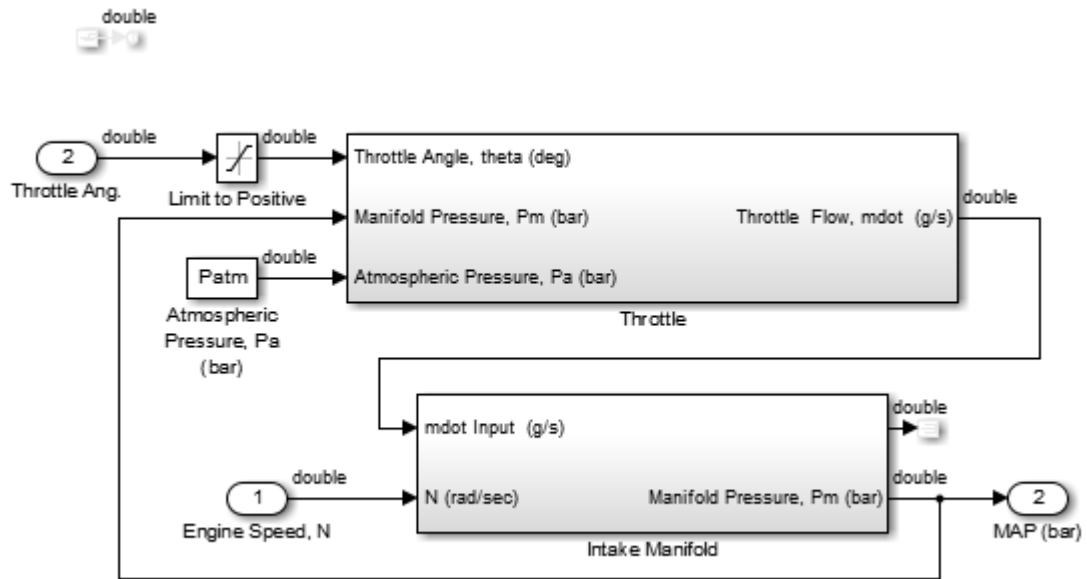 double
double
double
2
Throttle Ang.
Limit to Positive
Throttle Angle, theta (deg)
Manifold Pressure, Pm (bar)
Throttle Flow, mdot (g/s)
double
double
Patm
Atmospheric Pressure, Pa (bar)
Atmospheric
Pressure, Pa
(bar)
Throttle
mdot Input (g/s)
double
double
1
Engine Speed, N
N (rad/sec)
Manifold Pressure, Pm (bar)
double
2
MAP (bar)
Intake Manifold